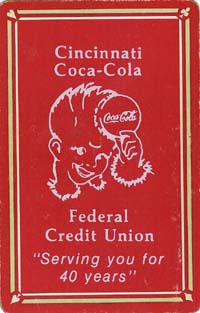 Cincinnati
Coca-Cola
Coca-Cola
Federal
Credit Union
"Serving you for
40 years"